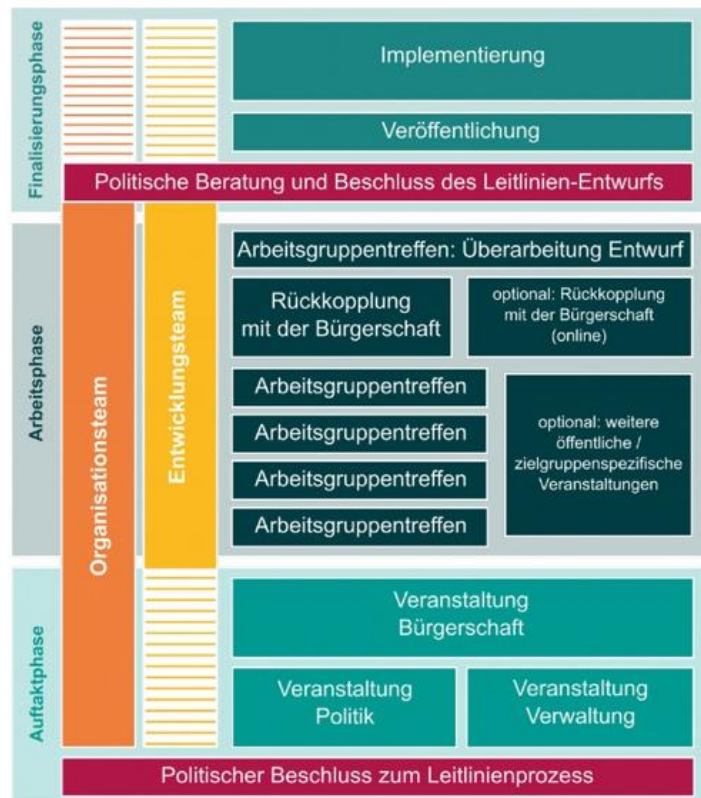 Finalisierungsphase
Implementierung
Veröffentlichung
Politische Beratung und Beschluss des Leitlinien-Entwurfs
Arbeitsphase
Organisationsteam
Entwicklungsteam
Arbeitsgruppentreffen: Überarbeitung Entwurf
Rückkopplung
mit der Bürgerschaft
optional: Rückkopplung
mit der Bürgerschaft
(online)
Arbeitsgruppentreffen
Arbeitsgruppentreffen
Arbeitsgruppentreffen
Arbeitsgruppentreffen
optional: weitere
öffentliche /
zielgruppenspezifische
Veranstaltungen
Auftaktphase
Veranstaltung
Bürgerschaft
Veranstaltung
Politik
Veranstaltung
Verwaltung
Politischer Beschluss zum Leitlinienprozess